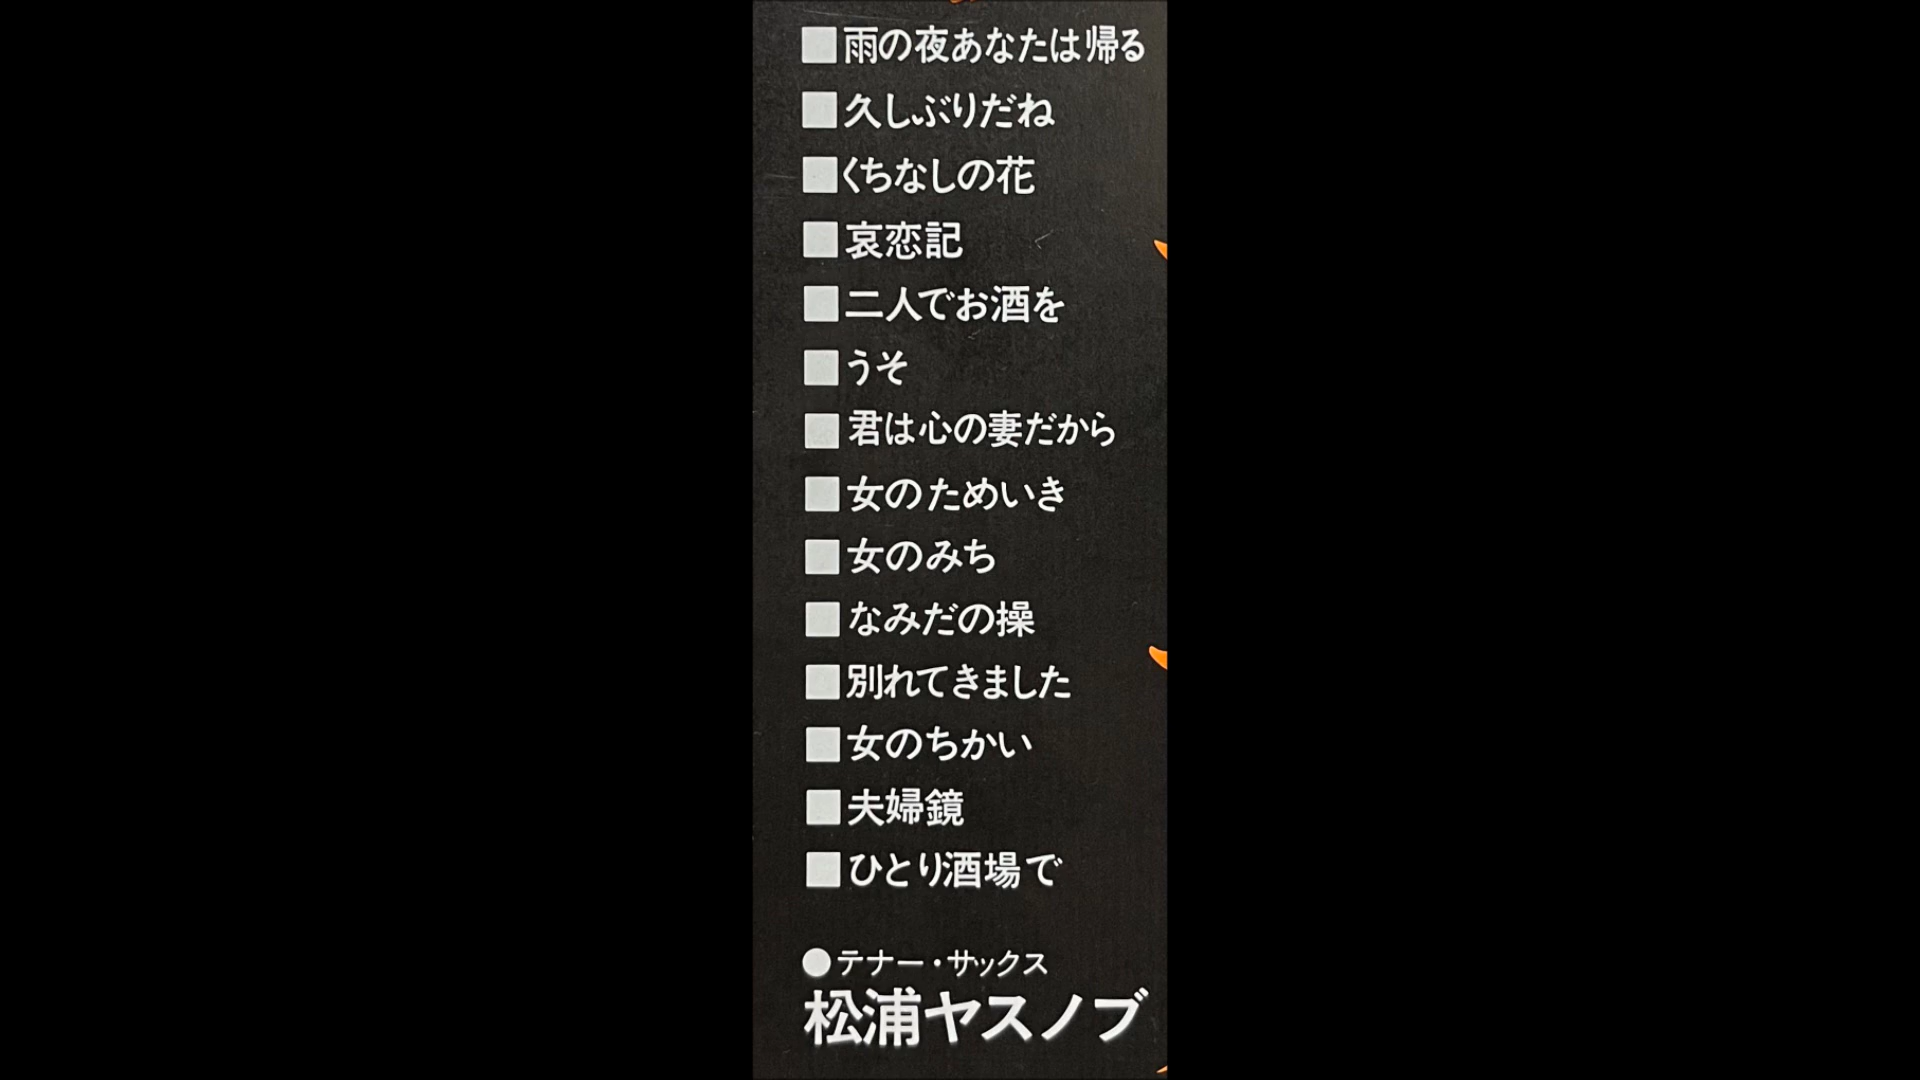 ■雨の夜あなたは帰る
■久しぶりだね
■くちなしの花
■哀恋記
■二人でお酒を
■うそ
■君は心の妻だから
■女のためいき
■女のみち
■なみだの操
■別れてきました
■女のちかい
■夫婦鏡
■ひとり酒場で
●テナー・サックス
松浦ヤスノブ